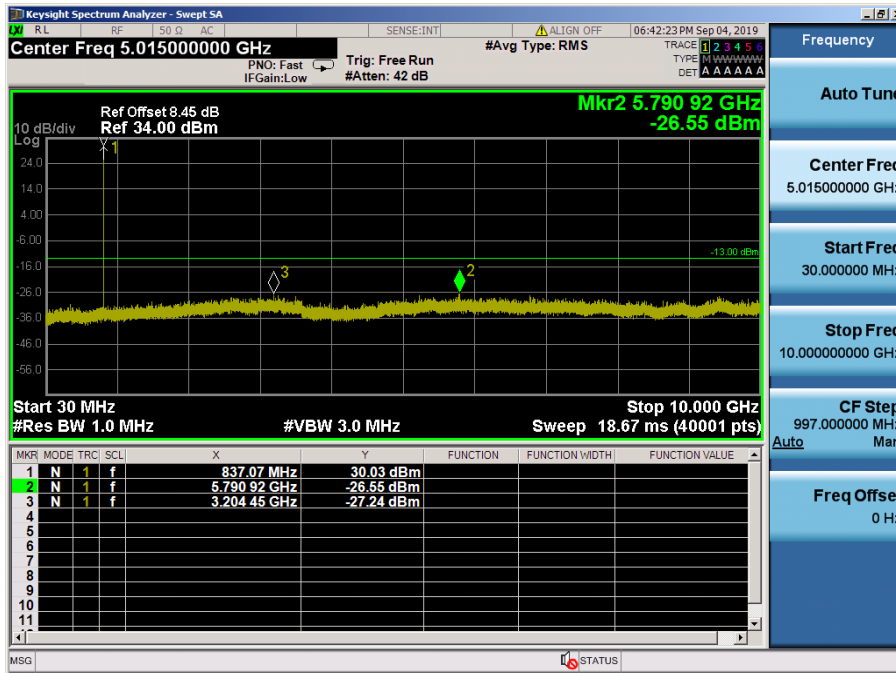 Keysight Spectrum Analyzer - Swept SA
LXI RL RF 50 Ω AC SENSE:INT ALIGN OFF 06:42:23 PM Sep 04, 2019
Center Freq 5.015000000 GHz
PNO: Fast
IFGain:Low
Trig: Free Run
#Atten: 42 dB
#Avg Type: RMS
TRACE 1 2 3 4 5 6
TYPE M WWWWW
DET A A A A A A
Ref Offset 8.45 dB
10 dB/div Ref 34.00 dBm
Log
Mkr2 5.790 92 GHz
-26.55 dBm
1
24.0
14.0
4.00
-6.00
-13.00 dBm
-16.0
3
2
-26.0
-36.0
-46.0
-56.0
Start 30 MHz Stop 10.000 GHz
#Res BW 1.0 MHz #VBW 3.0 MHz Sweep 18.67 ms (40001 pts)
MKR MODE TRC SCL X Y FUNCTION FUNCTION WIDTH FUNCTION VALUE
1 N 1 f 837.07 MHz 30.03 dBm
2 N 1 f 5.790 92 GHz -26.55 dBm
3 N 1 f 3.204 45 GHz -27.24 dBm
4
5
6
7
8
9
10
11
MSG STATUS
Frequency
Auto Tune
Center Freq
5.015000000 GHz
Start Freq
30.000000 MHz
Stop Freq
10.000000000 GHz
CF Step
997.000000 MHz
Auto Man
Freq Offset
0 Hz